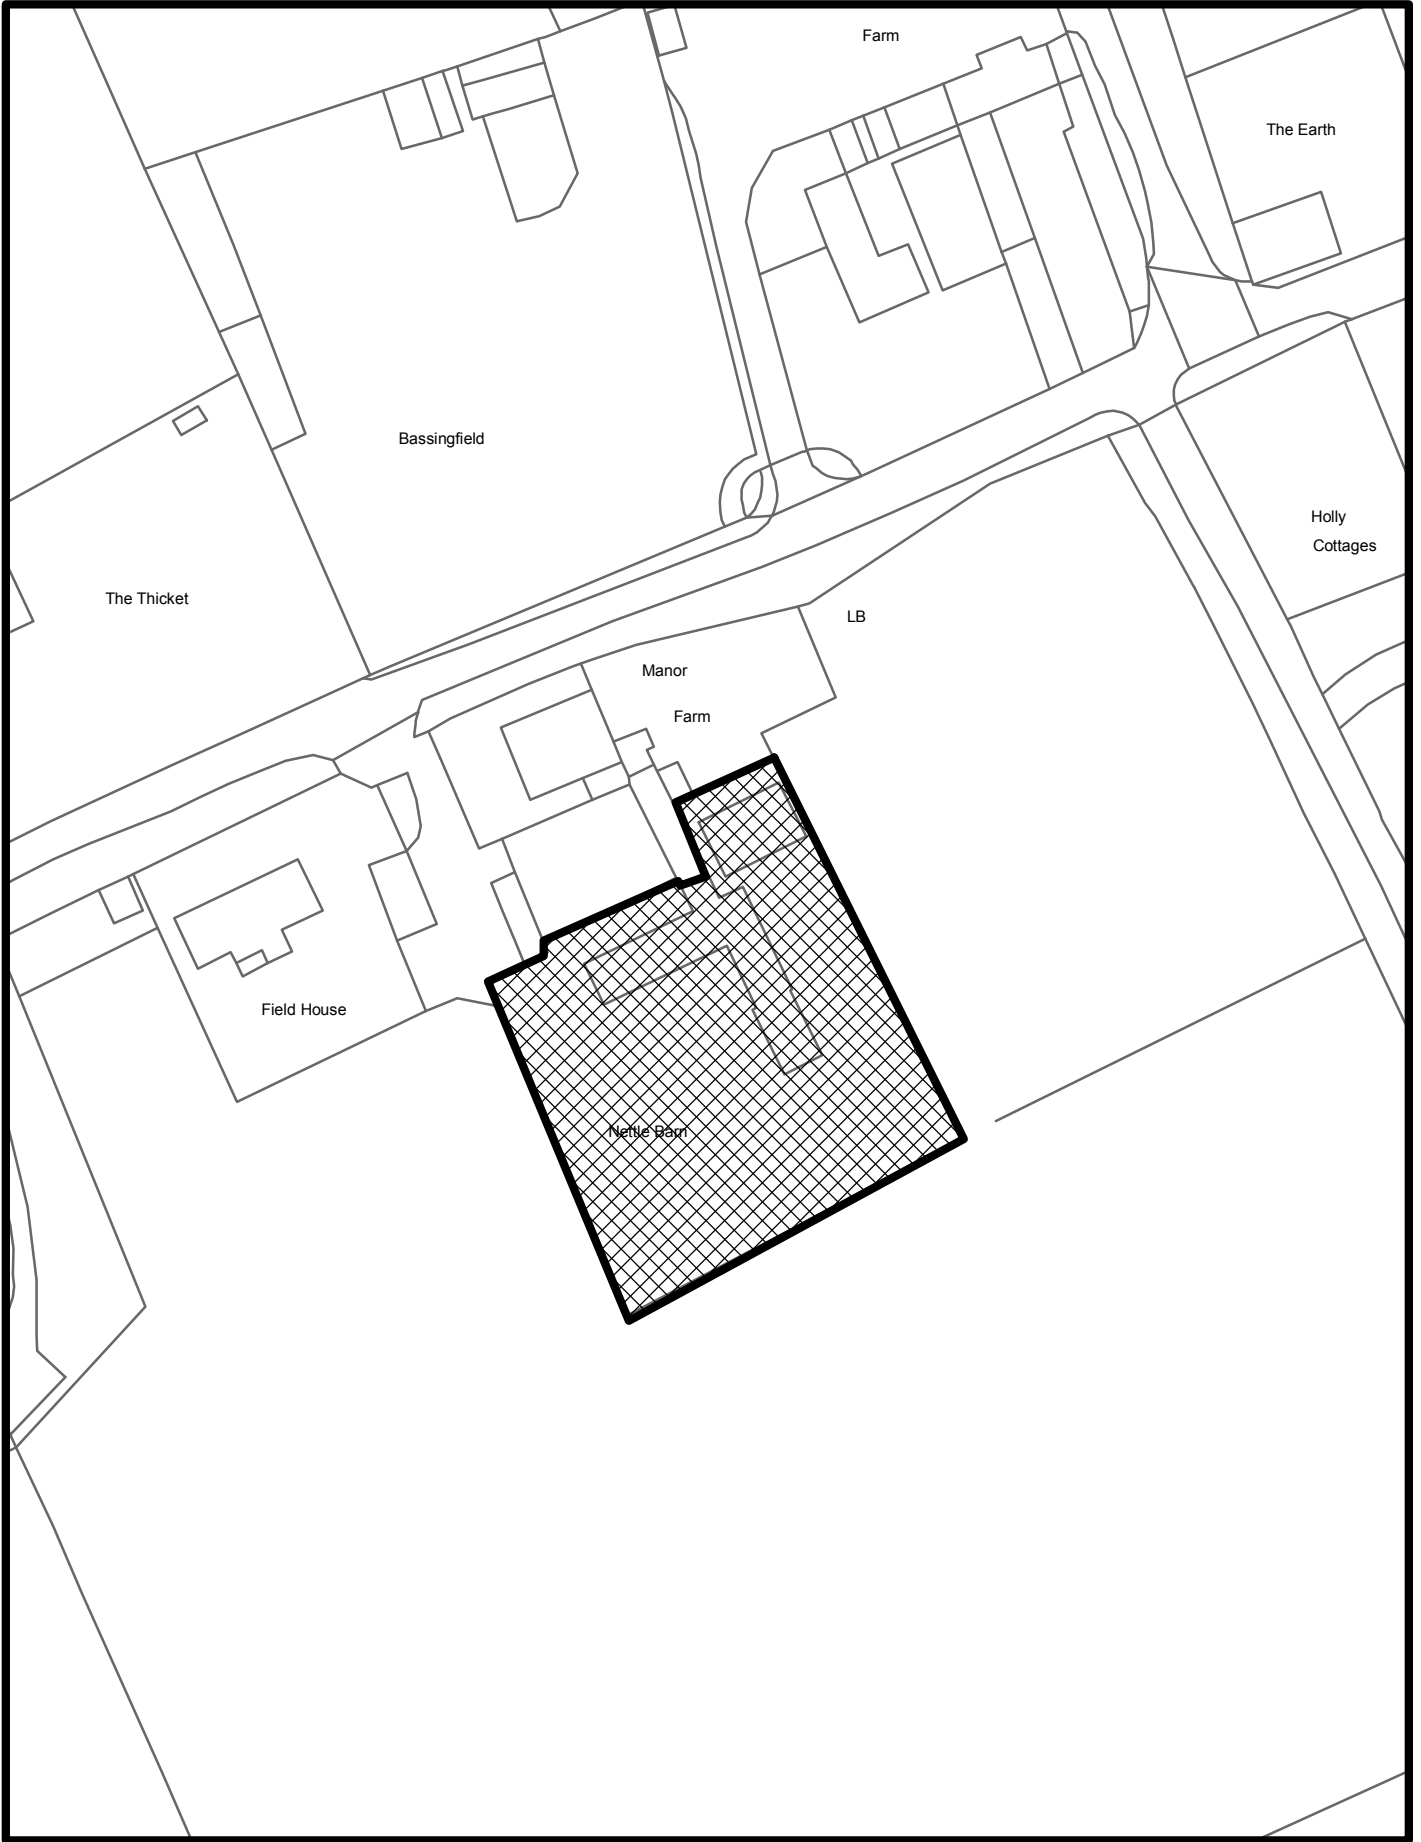 Farm
The Earth
Bassingfield
Holly
Cottages
The Thicket
LB
Manor
Farm
Field House
Nettle Barn